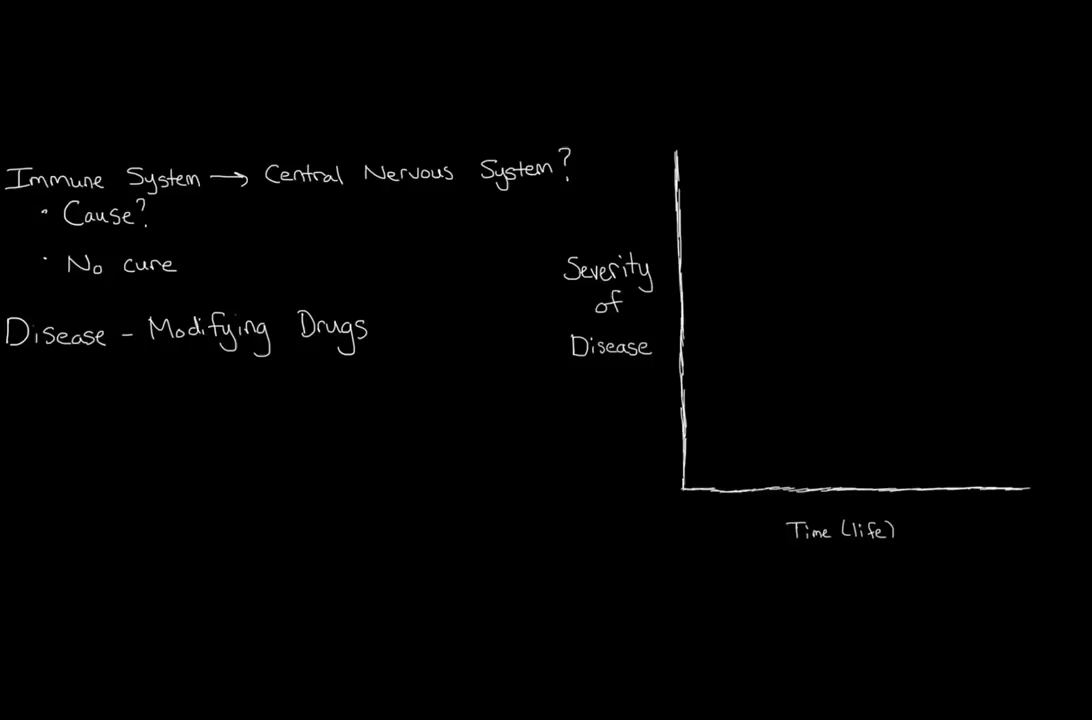 Immune System → Central Nervous System?
· Cause?
· No cure
Disease - Modifying Drugs
Severity
of
Disease
Time (life)